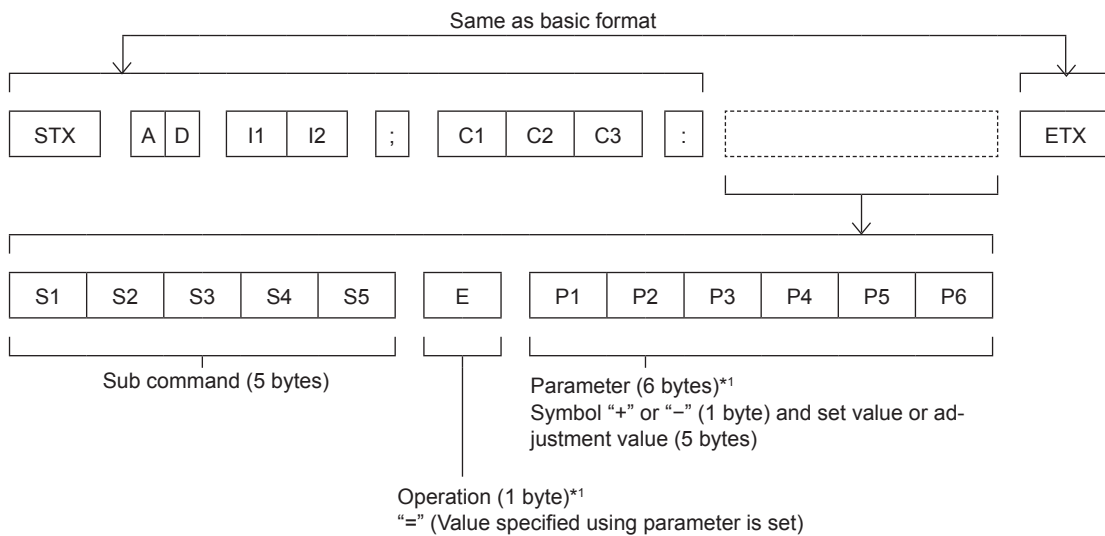 Same as basic format
STX A D I1 I2 ; C1 C2 C3 : ETX
S1 S2 S3 S4 S5 E P1 P2 P3 P4 P5 P6
Sub command (5 bytes)
Parameter (6 bytes)*1
Symbol “+” or “−” (1 byte) and set value or ad-
justment value (5 bytes)
Operation (1 byte)*1
“=” (Value specified using parameter is set)